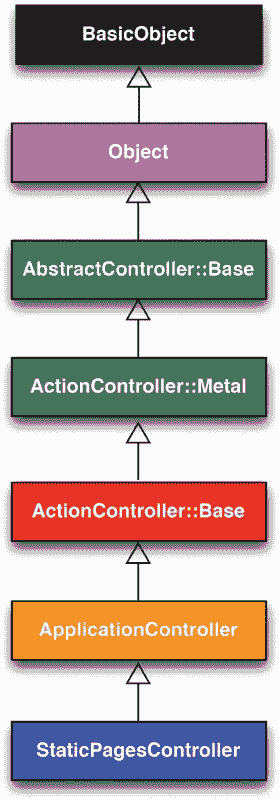 BasicObject
Object
AbstractController::Base
ActionController::Metal
ActionController::Base
ApplicationController
StaticPagesController